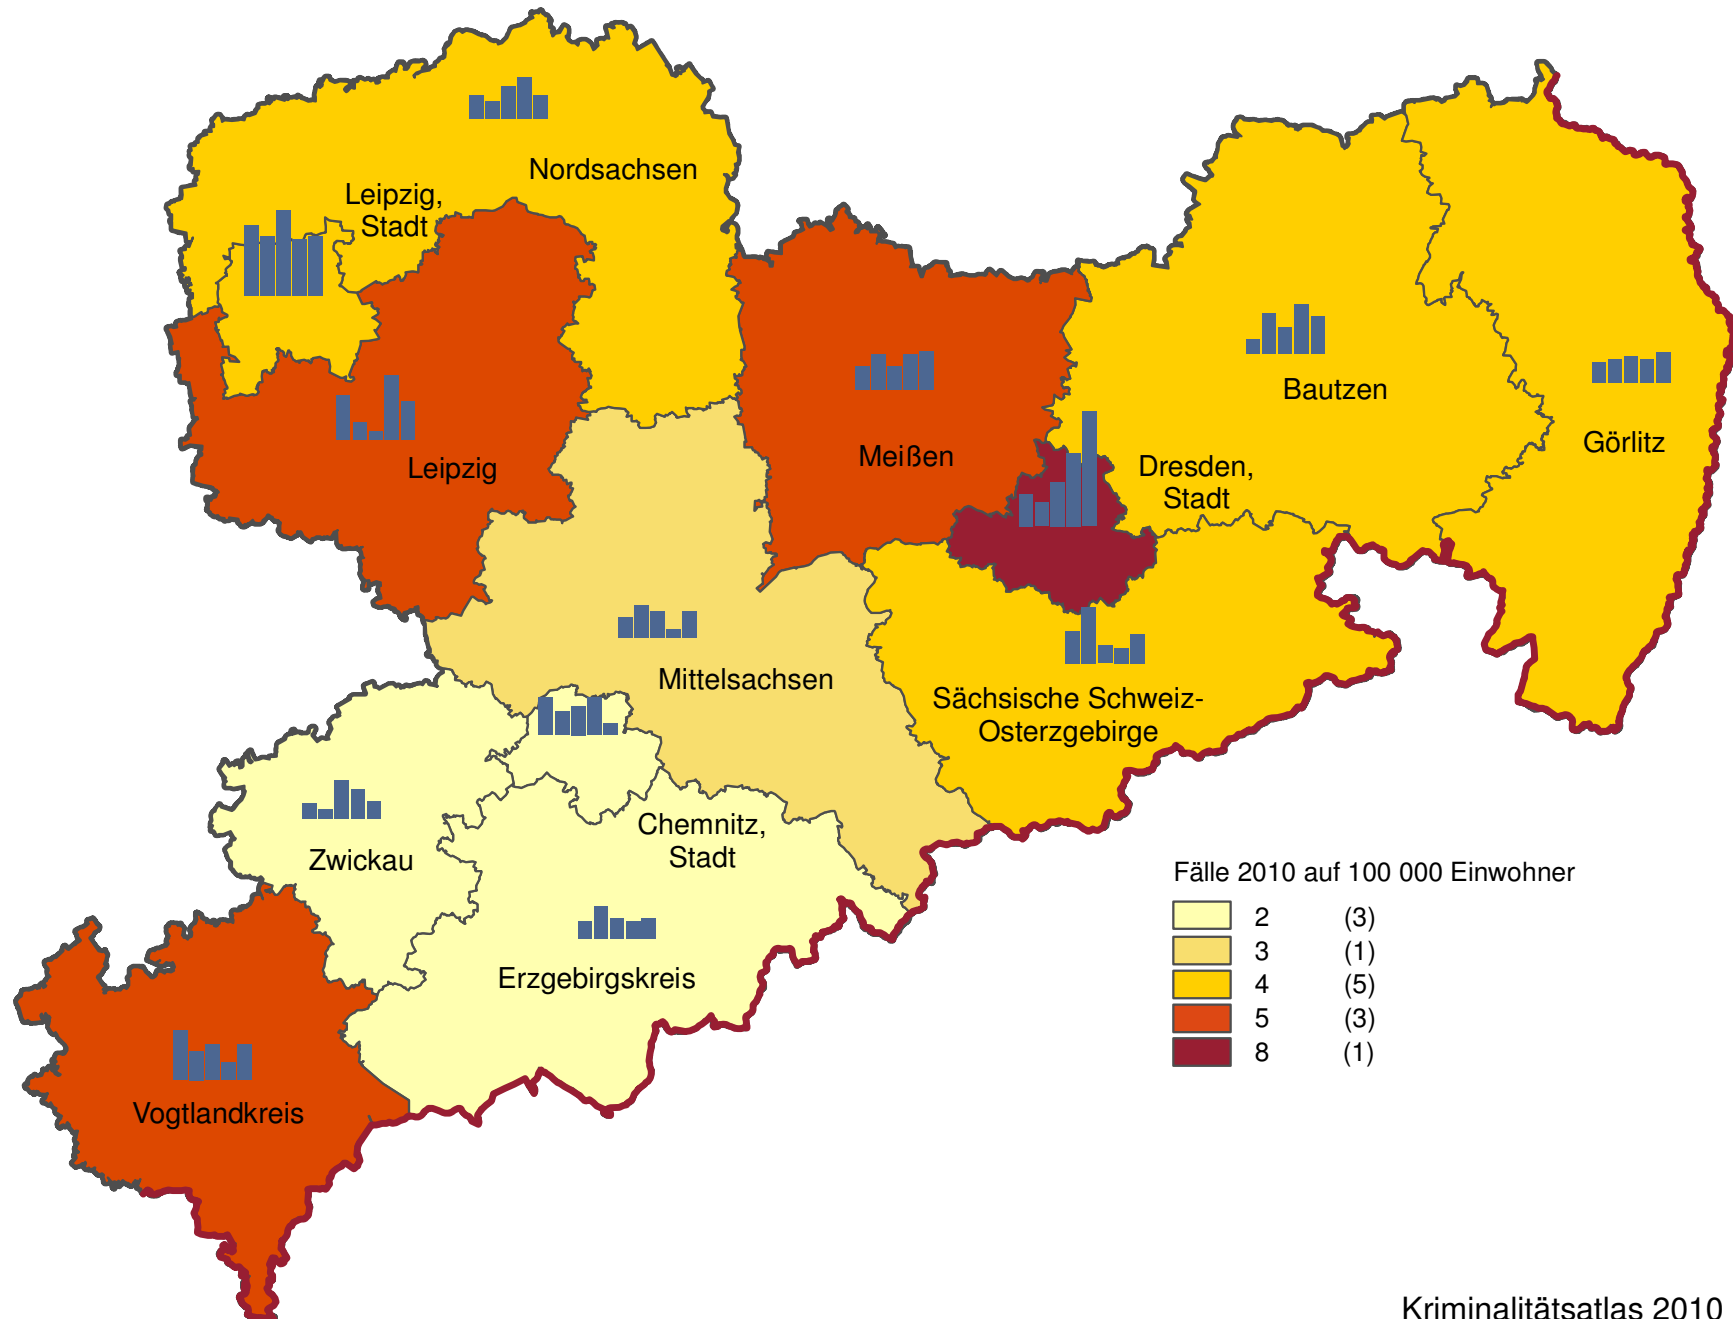 Nordsachsen
Leipzig,
Stadt
Bautzen
Görlitz
Meißen
Leipzig
Dresden,
Stadt
Mittelsachsen
Sächsische Schweiz-
Osterzgebirge
Chemnitz,
Stadt
Zwickau
Erzgebirgskreis
Vogtlandkreis
Fälle 2010 auf 100 000 Einwohner
2 (3)
3 (1)
4 (5)
5 (3)
8 (1)
Kriminalitätsatlas 2010